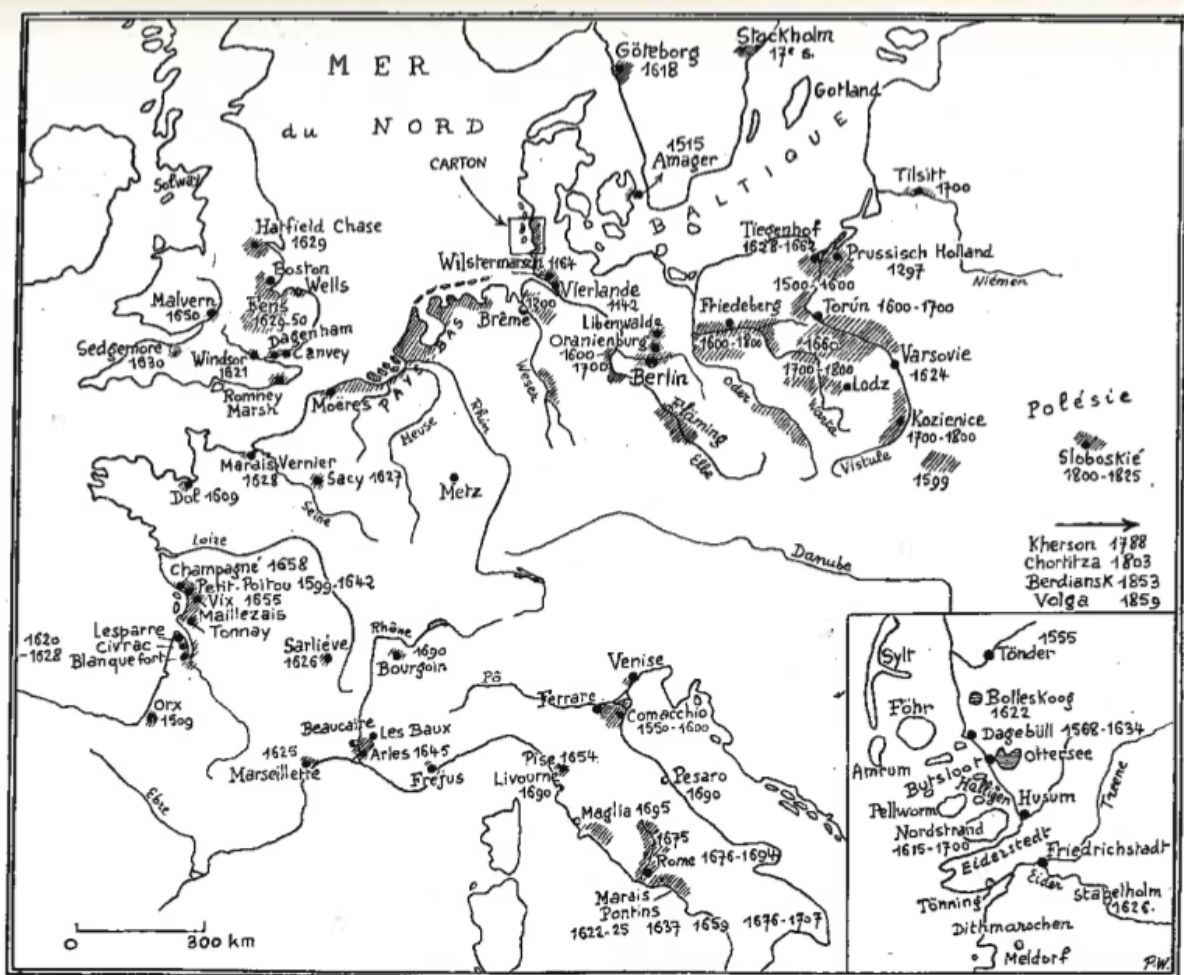 MER
du NORD
CARTON
Göteborg
1618
Stockholm
17e s.
Gotland
BALTIQUE
1515
Amager
Tilsitt
1700
Niémen
Solway
Hatfield Chase
1629
Boston
Wells
Fens
1626-50
Malvern
1650
Sedgemore
1630
Windsor
1621
Dagenham
Canvey
Romney
Marsh
Moëres
PAYS BAS
Wilstermarsch 1164
Vierlande
1142
1200
Brême
Weser
Libenwalde
Oranienburg
1600-
1700
Berlin
Fläming
Elbe
Oder
Friedeberg
1600-1800
Tiegenhof
1628-1662
Prussisch Holland
1297
1500-1600
Torún 1600-1700
1660
1700-1800
Lodz
Warta
Varsovie
1624
Kozienice
1700-1800
Vistule
1599
Polésie
Sloboskié
1800-1825
Kherson 1788
Chortitza 1803
Berdiansk 1853
Volga 1859
Marais Vernier
1628
Sacy 1627
Dol 1609
Seine
Meuse
Rhin
Metz
Danube
Loize
Champagné 1658
Petit-Poitou 1599-1642
Vix 1655
Maillezais
Tonnay
1620
-1628
Lesparre
Civrac
Blanquefort
Orx
1509
Sarliéve
1626
Rhône
1690
Bourgoin
Beaucaire
Les Baux
Arles 1645
1625
Marseillette
Fréjus
Ebre
Pô
Venise
Ferrare
Comacchio
1550-1600
Pise 1654
Livourne
1690
Pesaro
1690
Maglia 1695
1675
Rome 1676-1694
Marais
Pontins
1622-25 1637 1659 1676-1707
0 300 km
1555
Tönder
Sylt
Bolleskoog
1622
Föhr
Dagebüll 1568-1634
Ottersee
Amrum
Butsloot
Halligen
Husum
Pellworm
Nordstrand
1615-1700
Treene
Eiderstedt
Friedrichstadt
Eider
Tönning
Stapelholm
1626.
Dithmarschen
Meldorf
P.W.